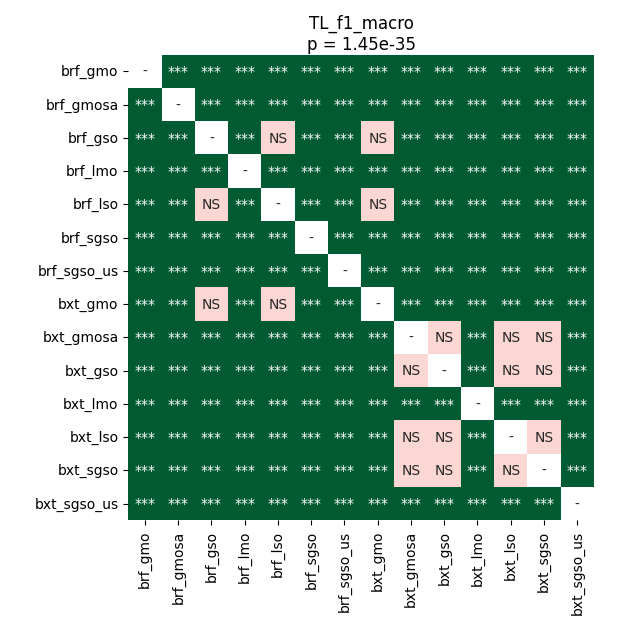 TL_f1_macro
p = 1.45e-35
brf_gmo - *** *** *** *** *** *** *** *** *** *** *** *** ***
brf_gmosa *** - *** *** *** *** *** *** *** *** *** *** *** ***
brf_gso *** *** - *** NS *** *** NS *** *** *** *** *** ***
brf_lmo *** *** *** - *** *** *** *** *** *** *** *** *** ***
brf_lso *** *** NS *** - *** *** NS *** *** *** *** *** ***
brf_sgso *** *** *** *** *** - *** *** *** *** *** *** *** ***
brf_sgso_us *** *** *** *** *** *** - *** *** *** *** *** *** ***
bxt_gmo *** *** NS *** NS *** *** - *** *** *** *** *** ***
bxt_gmosa *** *** *** *** *** *** *** *** - NS *** NS NS ***
bxt_gso *** *** *** *** *** *** *** *** NS - *** NS NS ***
bxt_lmo *** *** *** *** *** *** *** *** *** *** - *** *** ***
bxt_lso *** *** *** *** *** *** *** *** NS NS *** - NS ***
bxt_sgso *** *** *** *** *** *** *** *** NS NS *** NS - ***
bxt_sgso_us *** *** *** *** *** *** *** *** *** *** *** *** *** -
brf_gmo
brf_gmosa
brf_gso
brf_lmo
brf_lso
brf_sgso
brf_sgso_us
bxt_gmo
bxt_gmosa
bxt_gso
bxt_lmo
bxt_lso
bxt_sgso
bxt_sgso_us